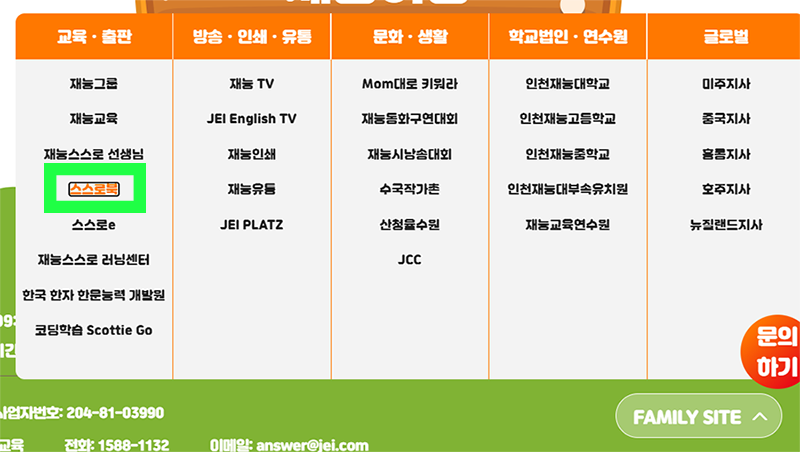 교육 · 출판
재능그룹
재능교육
재능스스로 선생님
스스로북
스스로e
재능스스로 러닝센터
한국 한자 한문능력 개발원
코딩학습 Scottie Go
방송 · 인쇄 · 유통
재능 TV
JEI English TV
재능인쇄
재능유통
JEI PLATZ
문화 · 생활
Mom대로 키워라
재능동화구연대회
재능시낭송대회
수국작가촌
산청율수원
JCC
학교법인 · 연수원
인천재능대학교
인천재능고등학교
인천재능중학교
인천재능대부속유치원
재능교육연수원
글로벌
미주지사
중국지사
홍콩지사
호주지사
뉴질랜드지사
문의
하기
사업자번호: 204-81-03990
FAMILY SITE
교육 전화: 1588-1132 이메일: answer@jei.com